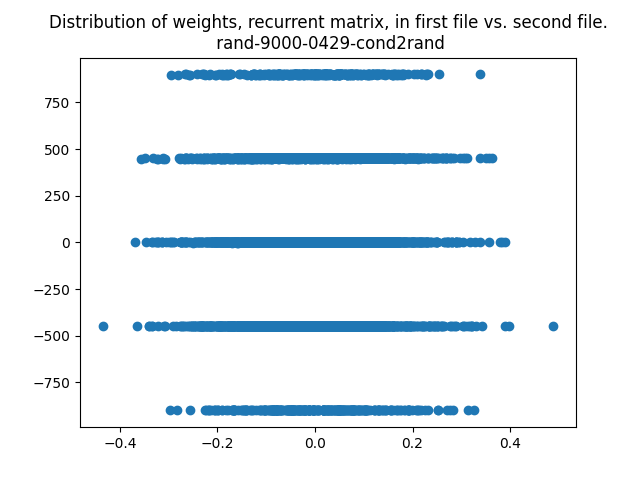 Distribution of weights, recurrent matrix, in first file vs. second file.
rand-9000-0429-cond2rand
750
500
250
0
−250
−500
−750
−0.4 −0.2 0.0 0.2 0.4